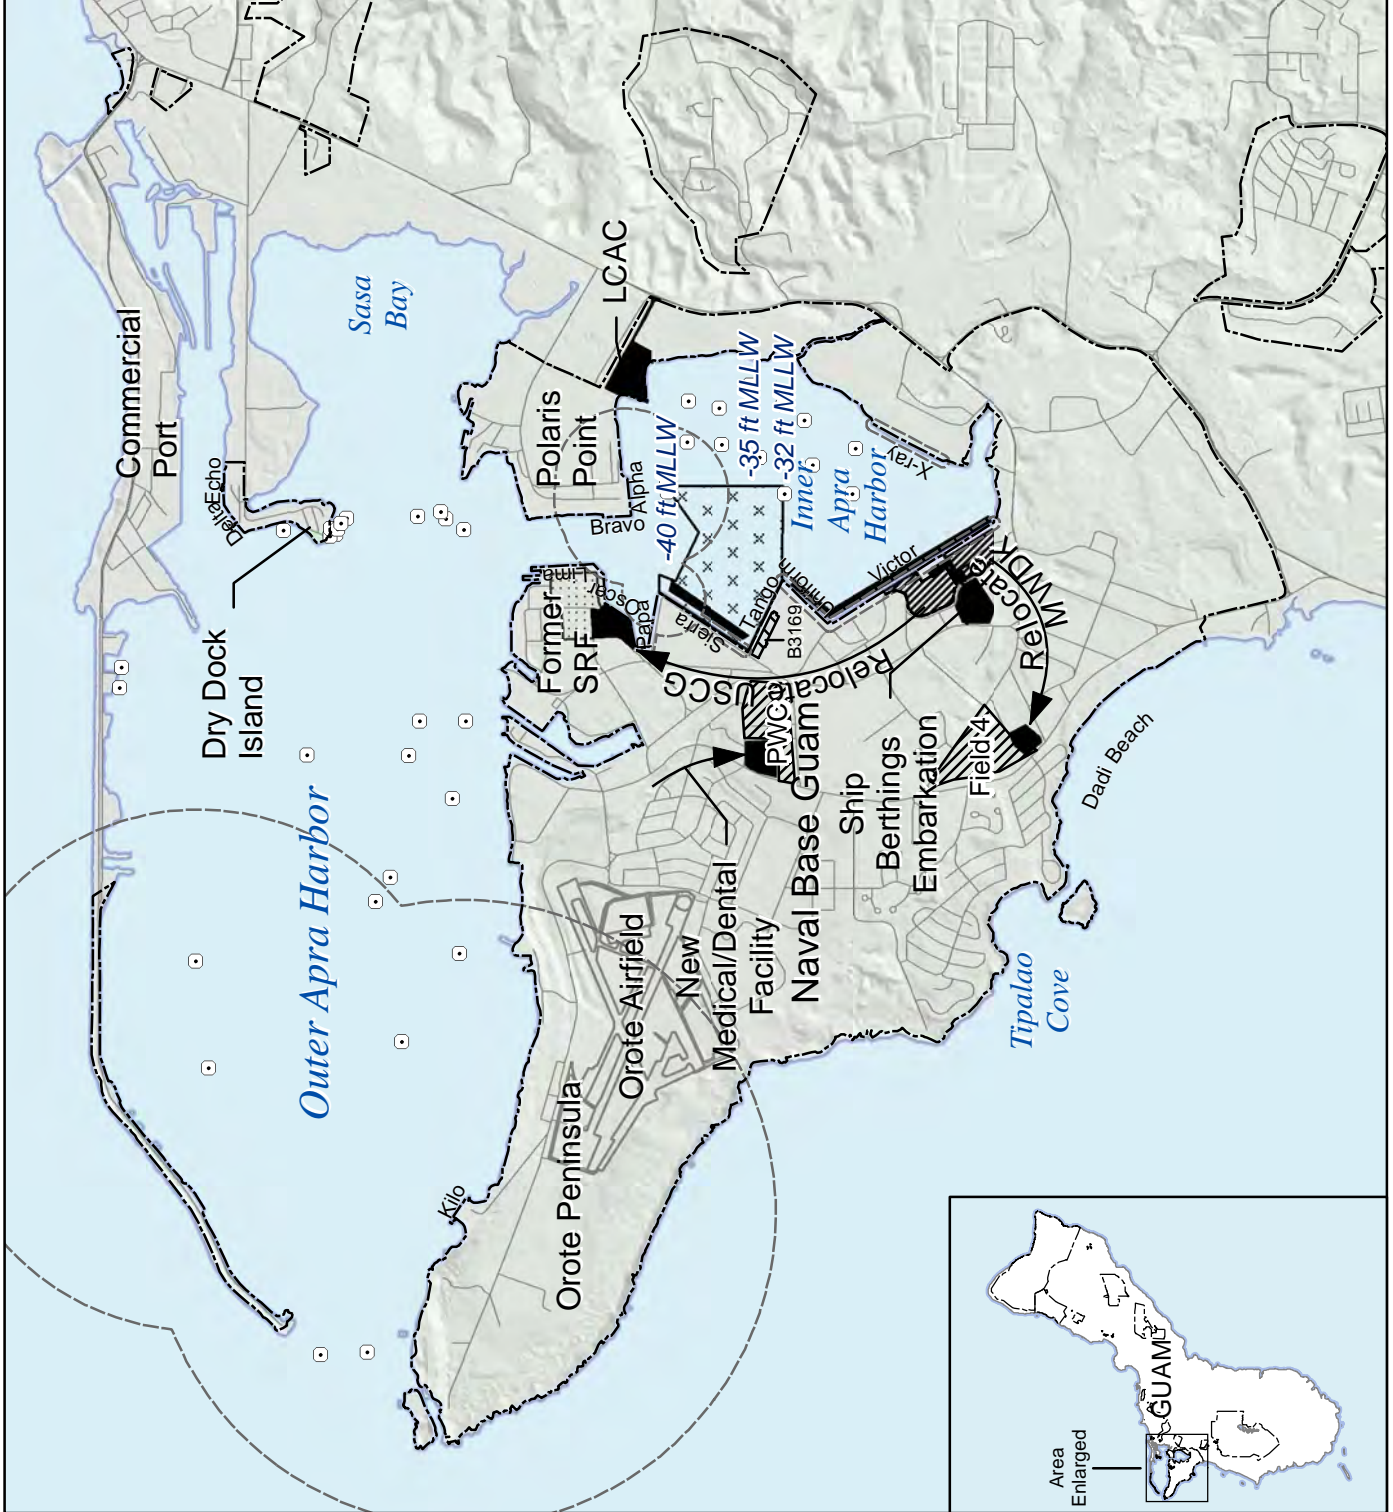 Commercial
Port
Sasa
Bay
Echo
Delta
Dry Dock
Island
Outer Apra Harbor
LCAC
Polaris
Point
Alpha
Bravo
-40 ft MLLW
-35 ft MLLW
-32 ft MLLW
Inner
Apra
Harbor
X-ray
Lima
Former
SRF
Oscar
Papa
Sierra
Tango
B3169
Uniform
Victor
Relocate USCG
Relocate MWDK
PWC
Naval Base Guam
Ship
Berthings
Embarkation
Field 4
Dadi Beach
New
Medical/Dental
Facility
Orote Airfield
Orote Peninsula
Kilo
Tipalao
Cove
GUAM
Area
Enlarged